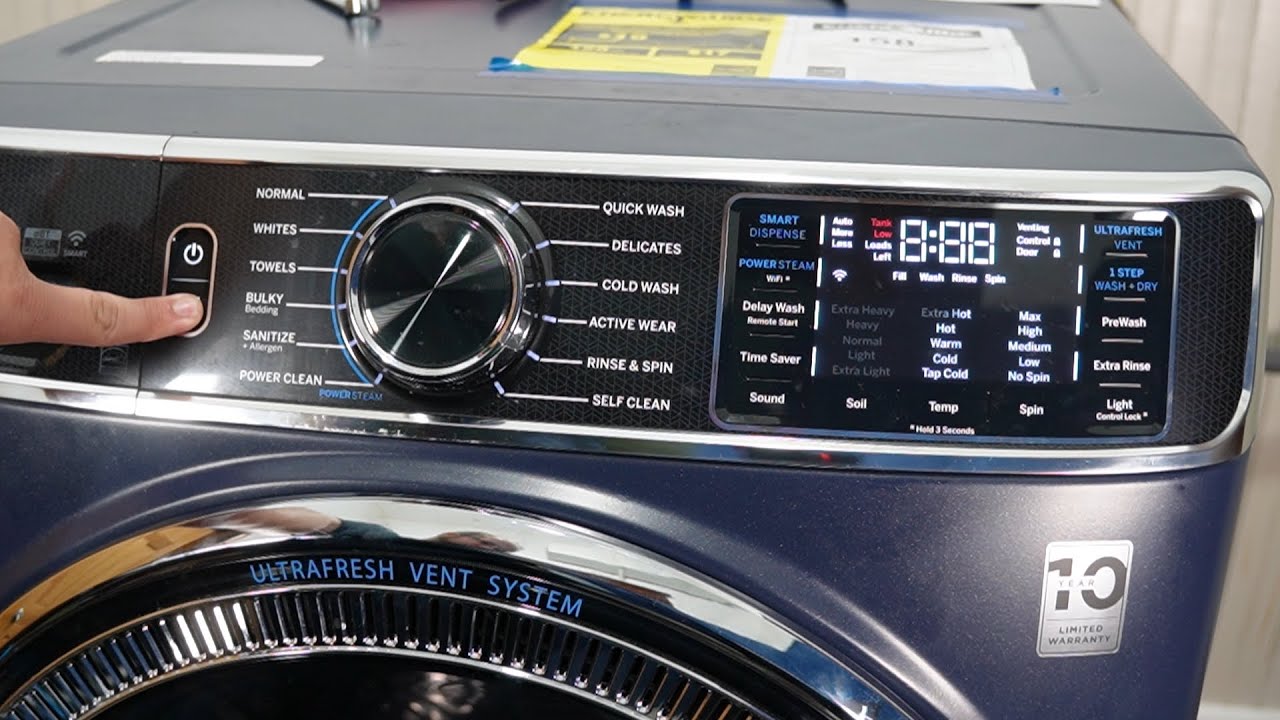 158
SMART
NORMAL
WHITES
TOWELS
BULKY
Bedding
SANITIZE
+ Allergen
POWER CLEAN
POWERSTEAM
QUICK WASH
DELICATES
COLD WASH
ACTIVE WEAR
RINSE & SPIN
SELF CLEAN
SMART
DISPENSE
POWERSTEAM
WiFi *
Delay Wash
Remote Start
Time Saver
Sound
Auto
More
Less
Tank
Low
Loads
Left
8:88
Fill Wash Rinse Spin
Venting
Control
Door
Extra Heavy
Heavy
Normal
Light
Extra Light
Soil
Extra Hot
Hot
Warm
Cold
Tap Cold
Temp
Max
High
Medium
Low
No Spin
Spin
* Hold 3 Seconds
ULTRAFRESH
VENT
1 STEP
WASH + DRY
PreWash
Extra Rinse
Light
Control Lock *
ULTRAFRESH VENT SYSTEM
10
YEAR
LIMITED
WARRANTY